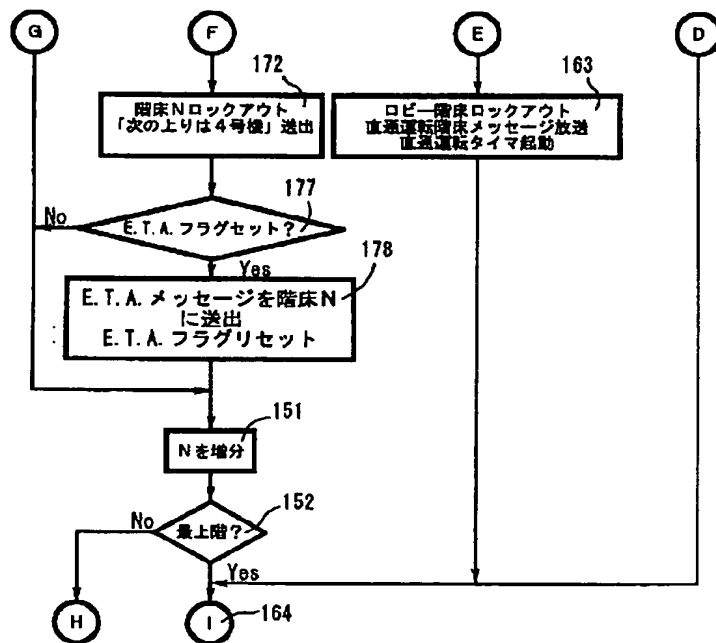 G
F
E
D
172
163
階床Nロックアウト
「次の上りは4号機」送出
ロビー階床ロックアウト
直通運転階床メッセージ放送
直通運転タイマ起動
177
No
E.T.A.フラグセット?
Yes
178
E.T.A.メッセージを階床N
に送出
E.T.A.フラグリセット
151
Nを増分
152
No
最上階?
Yes
H
I
164